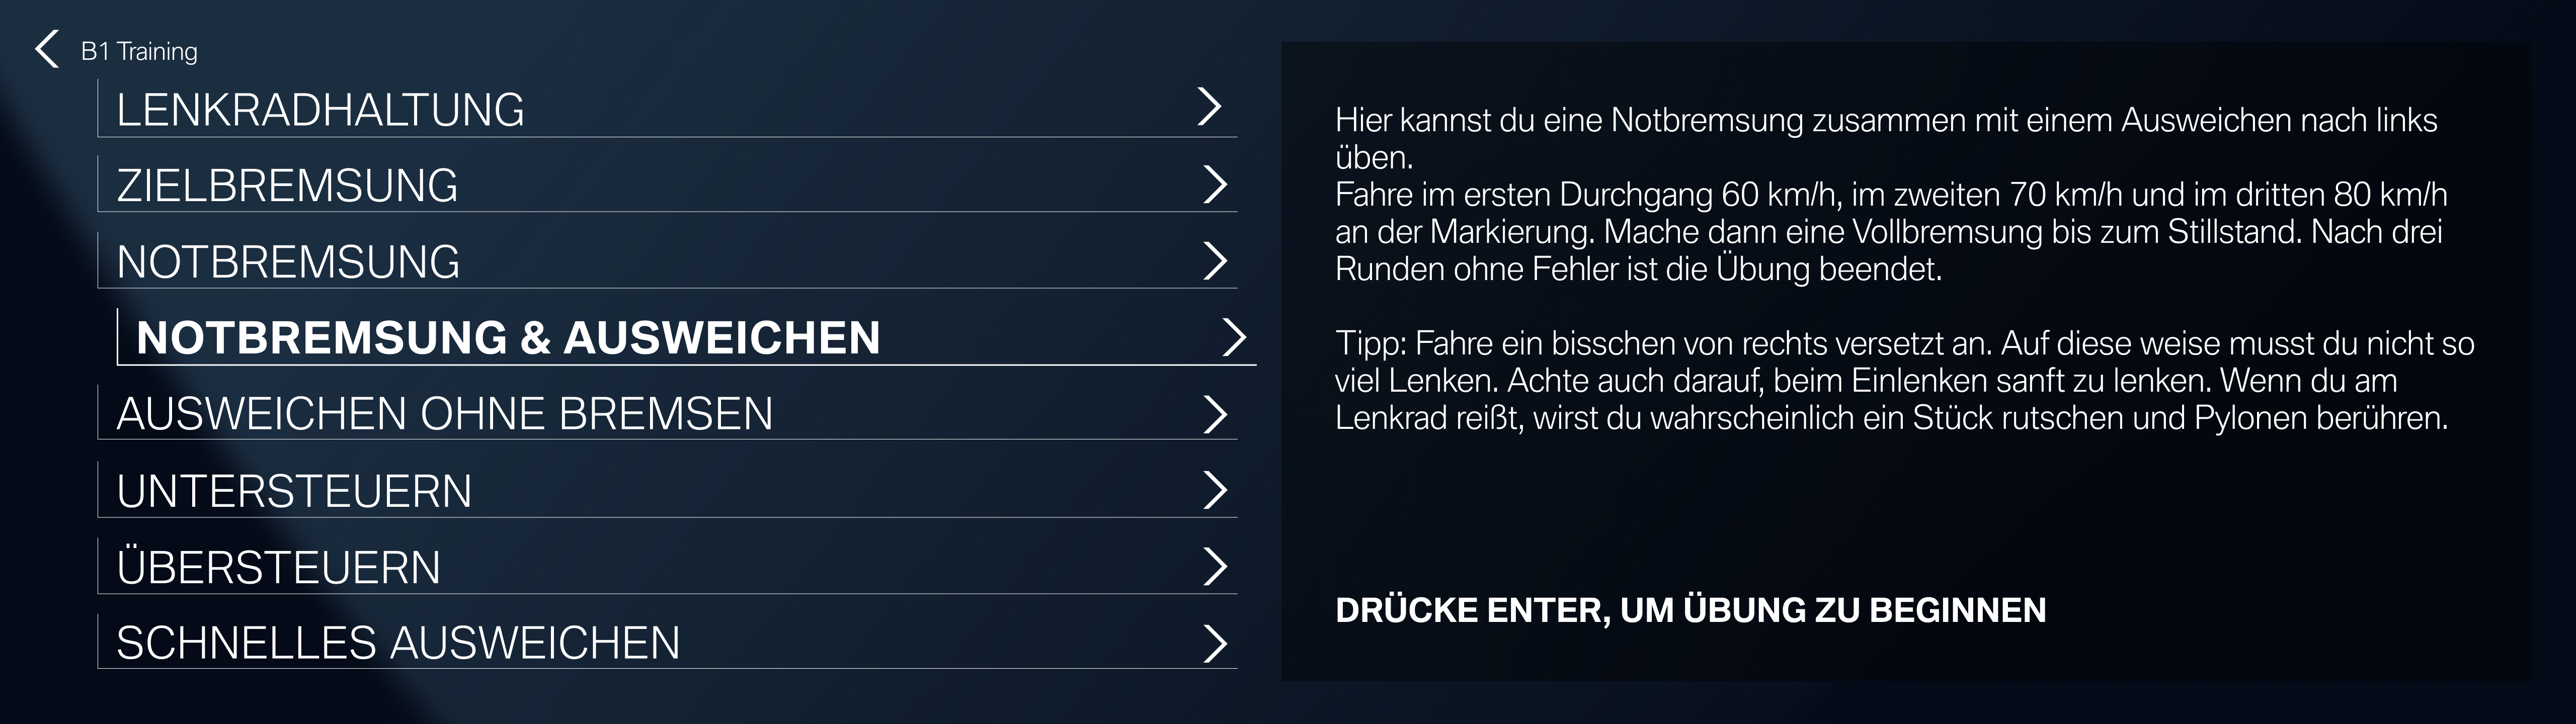 B1 Training
LENKRADHALTUNG
ZIELBREMSUNG
NOTBREMSUNG
NOTBREMSUNG & AUSWEICHEN
AUSWEICHEN OHNE BREMSEN
UNTERSTEUERN
ÜBERSTEUERN
SCHNELLES AUSWEICHEN
Hier kannst du eine Notbremsung zusammen mit einem Ausweichen nach links
üben.
Fahre im ersten Durchgang 60 km/h, im zweiten 70 km/h und im dritten 80 km/h
an der Markierung. Mache dann eine Vollbremsung bis zum Stillstand. Nach drei
Runden ohne Fehler ist die Übung beendet.
Tipp: Fahre ein bisschen von rechts versetzt an. Auf diese weise musst du nicht so
viel Lenken. Achte auch darauf, beim Einlenken sanft zu lenken. Wenn du am
Lenkrad reißt, wirst du wahrscheinlich ein Stück rutschen und Pylonen berühren.
DRÜCKE ENTER, UM ÜBUNG ZU BEGINNEN